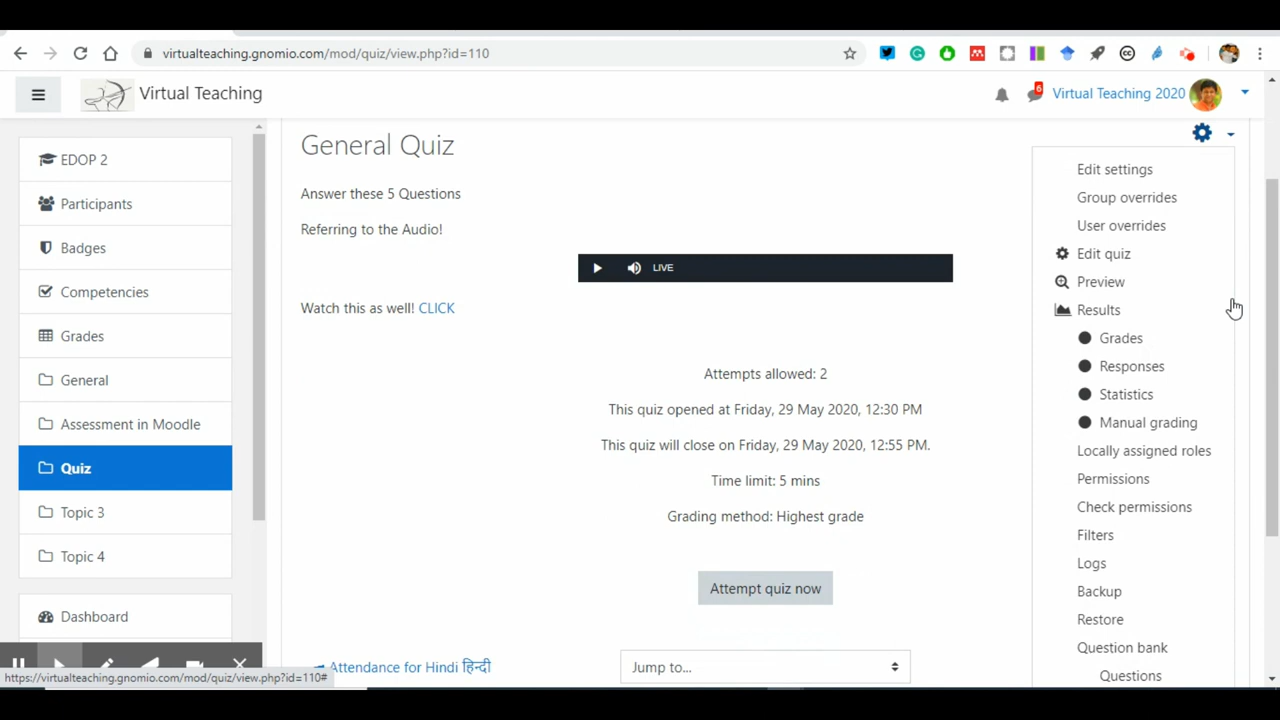 virtualteaching.gnomio.com/mod/quiz/view.php?id=110
Virtual Teaching
6
Virtual Teaching 2020
EDOP 2
Participants
Badges
Competencies
Grades
General
Assessment in Moodle
Quiz
Topic 3
Topic 4
Dashboard
General Quiz
Answer these 5 Questions
Referring to the Audio!
LIVE
Watch this as well! CLICK
Attempts allowed: 2
This quiz opened at Friday, 29 May 2020, 12:30 PM
This quiz will close on Friday, 29 May 2020, 12:55 PM.
Time limit: 5 mins
Grading method: Highest grade
Attempt quiz now
Attendance for Hindi हिन्दी
Jump to...
Edit settings
Group overrides
User overrides
Edit quiz
Preview
Results
Grades
Responses
Statistics
Manual grading
Locally assigned roles
Permissions
Check permissions
Filters
Logs
Backup
Restore
Question bank
Questions
https://virtualteaching.gnomio.com/mod/quiz/view.php?id=110#